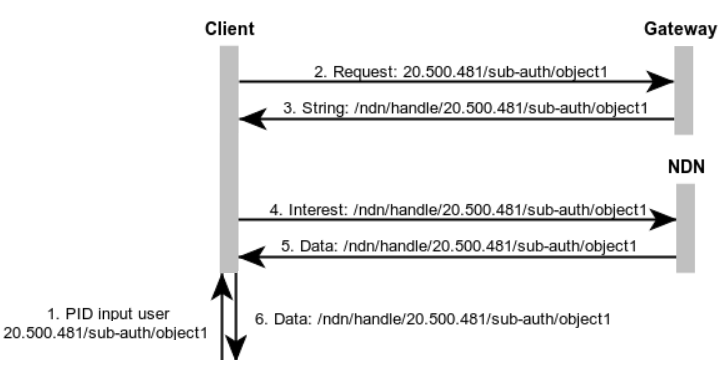 Client
Gateway
2. Request: 20.500.481/sub-auth/object1
3. String: /ndn/handle/20.500.481/sub-auth/object1
NDN
4. Interest: /ndn/handle/20.500.481/sub-auth/object1
5. Data: /ndn/handle/20.500.481/sub-auth/object1
1. PID input user
20.500.481/sub-auth/object1
6. Data: /ndn/handle/20.500.481/sub-auth/object1